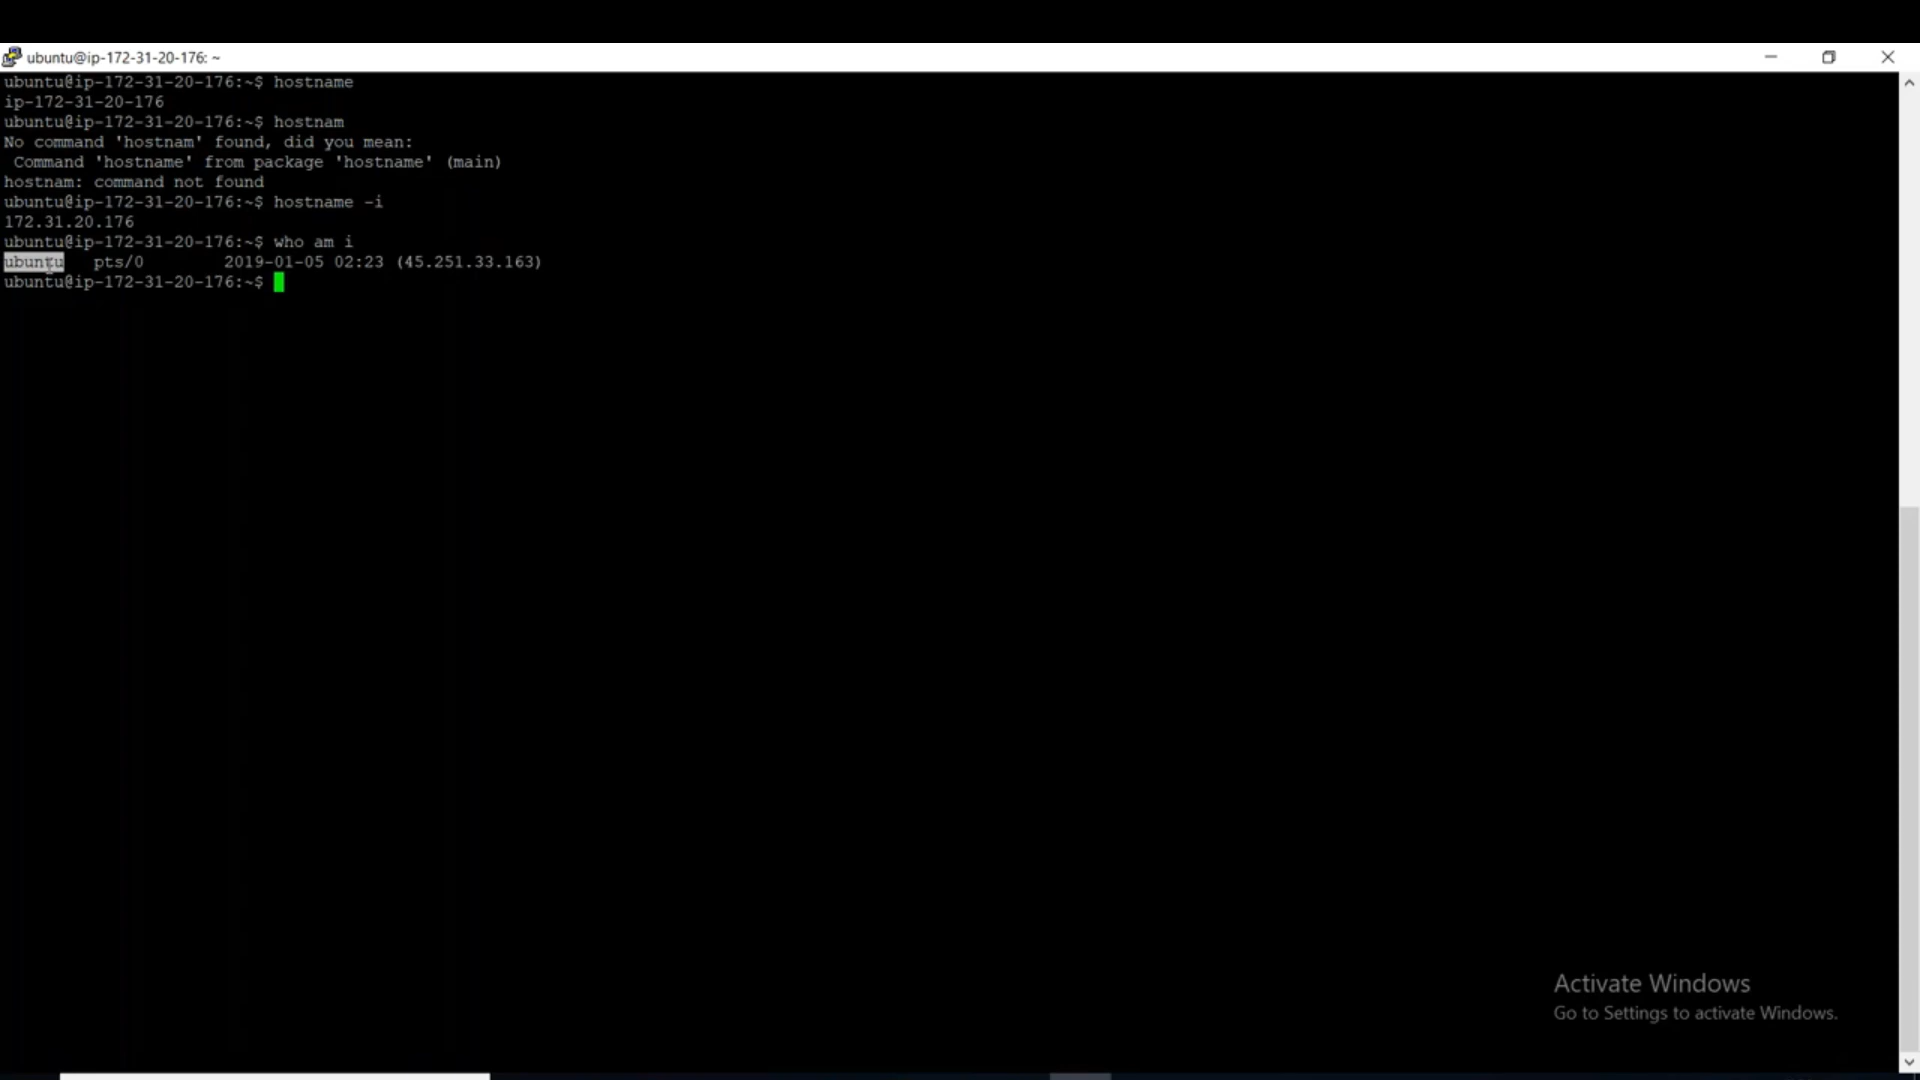 ubuntu@ip-172-31-20-176: ~
ubuntu@ip-172-31-20-176:~$ hostname
ip-172-31-20-176
ubuntu@ip-172-31-20-176:~$ hostnam
No command 'hostnam' found, did you mean:
 Command 'hostname' from package 'hostname' (main)
hostnam: command not found
ubuntu@ip-172-31-20-176:~$ hostname -i
172.31.20.176
ubuntu@ip-172-31-20-176:~$ who am i
ubuntu   pts/0        2019-01-05 02:23 (45.251.33.163)
ubuntu@ip-172-31-20-176:~$
Activate Windows
Go to Settings to activate Windows.